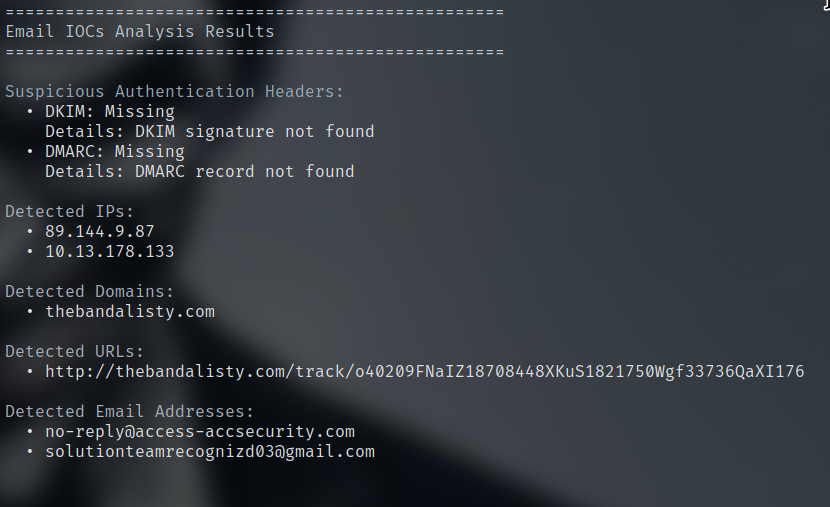 ==================================================
Email IOCs Analysis Results
==================================================
Suspicious Authentication Headers:
• DKIM: Missing
Details: DKIM signature not found
• DMARC: Missing
Details: DMARC record not found
Detected IPs:
• 89.144.9.87
• 10.13.178.133
Detected Domains:
• thebandalisty.com
Detected URLs:
• http://thebandalisty.com/track/o40209FNaIZ18708448XKuS1821750Wgf33736QaXI176
Detected Email Addresses:
• no-reply@access-accsecurity.com
• solutionteamrecognizd03@gmail.com